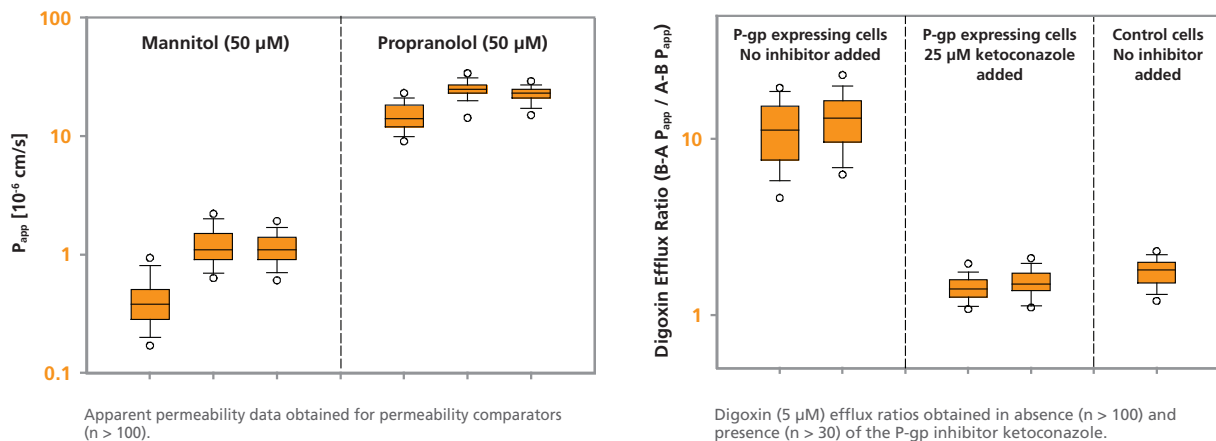 100
10
1
0.1
P_app [10⁻⁶ cm/s]
Mannitol (50 µM)
Propranolol (50 µM)
Apparent permeability data obtained for permeability comparators
(n > 100).
Digoxin Efflux Ratio (B-A P_app / A-B P_app)
10
1
P-gp expressing cells
No inhibitor added
P-gp expressing cells
25 µM ketoconazole
added
Control cells
No inhibitor
added
Digoxin (5 µM) efflux ratios obtained in absence (n > 100) and
presence (n > 30) of the P-gp inhibitor ketoconazole.